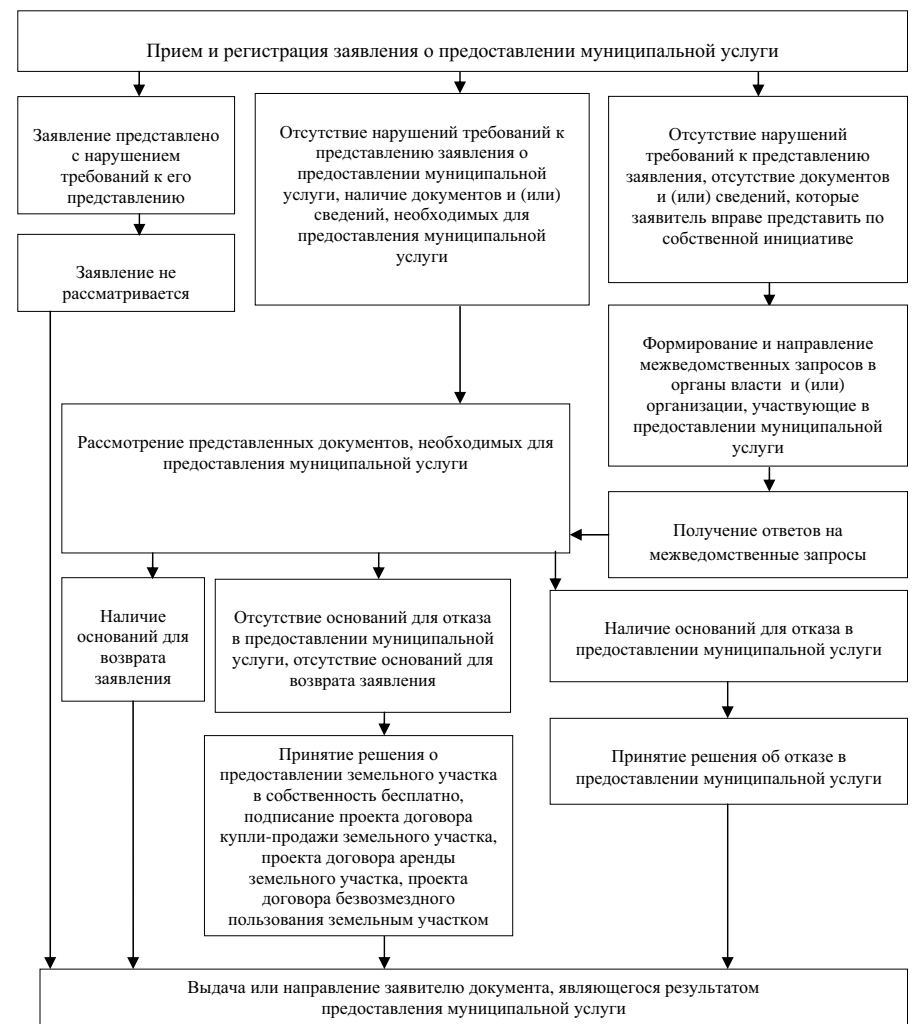 Прием и регистрация заявления о предоставлении муниципальной услуги
Заявление представлено
с нарушением
требований к его
представлению
Отсутствие нарушений требований к
представлению заявления о
предоставлении муниципальной
услуги, наличие документов и (или)
сведений, необходимых для
предоставления муниципальной
услуги
Отсутствие нарушений
требований к представлению
заявления, отсутствие документов
и (или) сведений, которые
заявитель вправе представить по
собственной инициативе
Заявление не
рассматривается
Формирование и направление
межведомственных запросов в
органы власти и (или)
организации, участвующие в
предоставлении муниципальной
услуги
Рассмотрение представленных документов, необходимых для
предоставления муниципальной услуги
Получение ответов на
межведомственные запросы
Наличие
оснований для
возврата
заявления
Отсутствие оснований для отказа
в предоставлении муниципальной
услуги, отсутствие оснований для
возврата заявления
Наличие оснований для отказа в
предоставлении муниципальной услуги
Принятие решения о
предоставлении земельного участка
в собственность бесплатно,
подписание проекта договора
купли-продажи земельного участка,
проекта договора аренды
земельного участка, проекта
договора безвозмездного
пользования земельным участком
Принятие решения об отказе в
предоставлении муниципальной услуги
Выдача или направление заявителю документа, являющегося результатом
предоставления муниципальной услуги